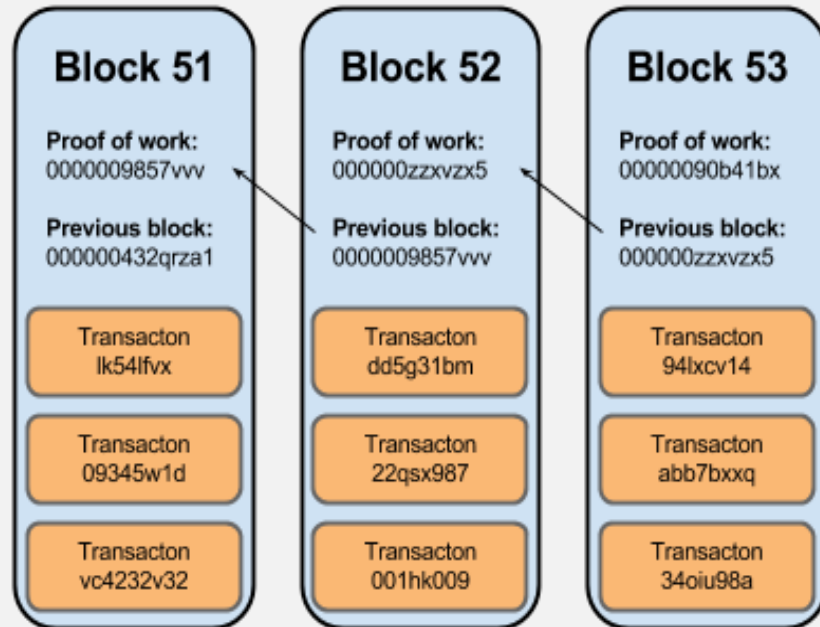 Block 51
Proof of work:
0000009857vvv
Previous block:
000000432qrza1
Transacton
lk54lfvx
Transacton
09345w1d
Transacton
vc4232v32
Block 52
Proof of work:
000000zzxvzx5
Previous block:
0000009857vvv
Transacton
dd5g31bm
Transacton
22qsx987
Transacton
001hk009
Block 53
Proof of work:
00000090b41bx
Previous block:
000000zzxvzx5
Transacton
94lxcv14
Transacton
abb7bxxq
Transacton
34oiu98a